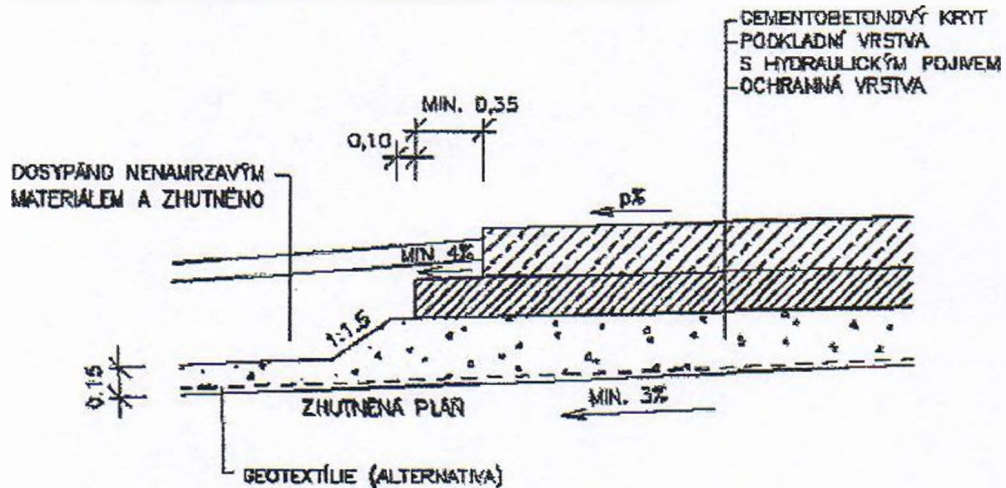 CEMENTOBETONOVÝ KRYT
PODKLADNÍ VRSTVA
S HYDRAULICKÝM POJIVEM
OCHRANNÁ VRSTVA
MIN. 0,35
0,10
DOSYPÁNO NENAMRZAVÝM
MATERIÁLEM A ZHUTNĚNO
p%
MIN 4%
1:1,5
0,15
ZHUTNĚNÁ PLÁŇ
MIN. 3%
GEOTEXTÍLIE (ALTERNATIVA)